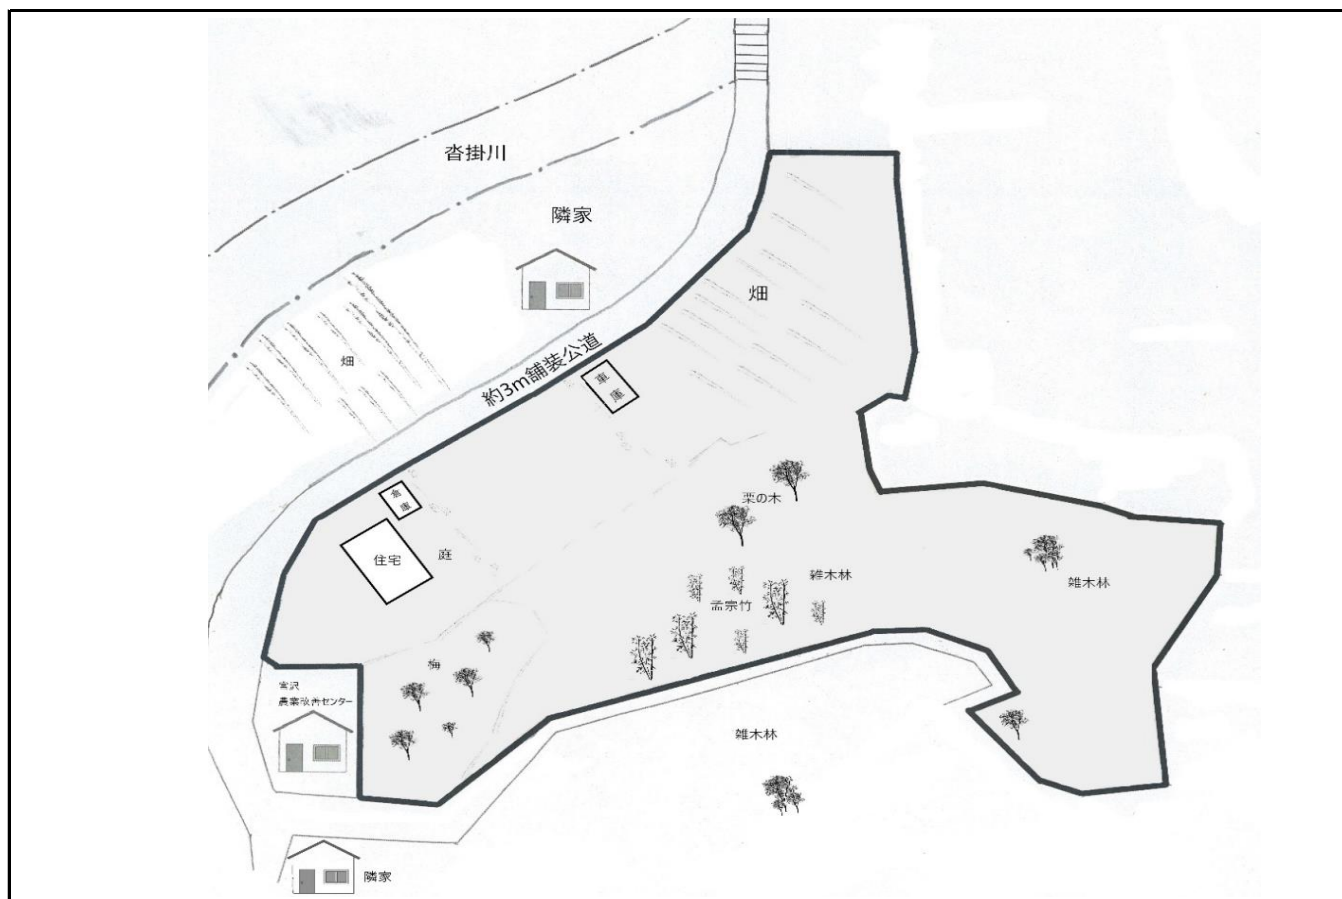 沓掛川
隣家
畑
畑
約3m舗装公道
車庫
倉庫
住宅
庭
栗の木
雑木林
孟宗竹
雑木林
梅
宮沢
農業改善センター
雑木林
隣家